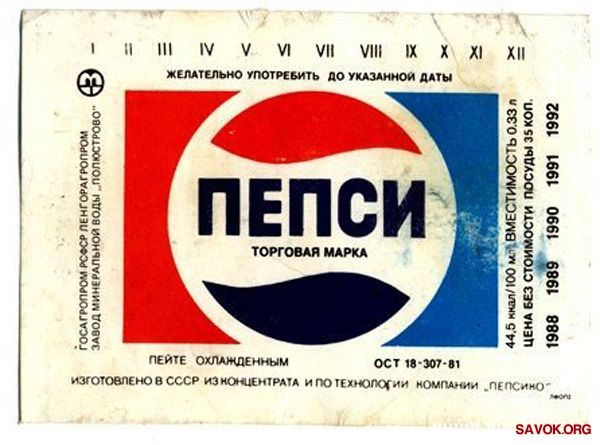 I II III IV V VI VII VIII IX X XI XII
ЖЕЛАТЕЛЬНО УПОТРЕБИТЬ ДО УКАЗАННОЙ ДАТЫ
ГОСАГРОПРОМ РСФСР ЛЕНГОРАГРОПРОМ
ЗАВОД МИНЕРАЛЬНОЙ ВОДЫ „ПОЛЮСТРОВО"
ПЕПСИ
ТОРГОВАЯ МАРКА
44,5 ккал/100 мл ВМЕСТИМОСТЬ 0,33 л
ЦЕНА БЕЗ СТОИМОСТИ ПОСУДЫ 35 КОП.
1988 1989 1990 1991 1992
ПЕЙТЕ ОХЛАЖДЕННЫМ
ОСТ 18-307-81
ИЗГОТОВЛЕНО В СССР ИЗ КОНЦЕНТРАТА И ПО ТЕХНОЛОГИИ КОМПАНИИ „ПЕПСИКО"
SAVOK.ORG